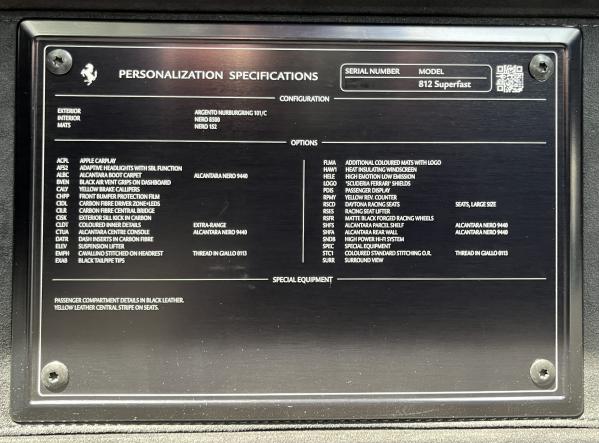 PERSONALIZATION SPECIFICATIONS
SERIAL NUMBER MODEL
812 Superfast
CONFIGURATION
EXTERIOR ARGENTO NURBURGRING 101/C
INTERIOR NERO 8500
MATS NERO 152
OPTIONS
ACPL APPLE CARPLAY
AFS2 ADAPTIVE HEADLIGHTS WITH SBL FUNCTION
ALBC ALCANTARA BOOT CARPET ALCANTARA NERO 9440
BVEN BLACK AIR VENT GRIPS ON DASHBOARD
CALY YELLOW BRAKE CALLIPERS
CHPP FRONT BUMPER PROTECTION FILM
CIDL CARBON FIBRE DRIVER ZONE+LEDS
CILR CARBON FIBRE CENTRAL BRIDGE
CISK EXTERIOR SILL KICK IN CARBON
CLDT COLOURED INNER DETAILS EXTRA-RANGE
CTUA ALCANTARA CENTRE CONSOLE ALCANTARA NERO 9440
DATR DASH INSERTS IN CARBON FIBRE
ELEV SUSPENSION LIFTER
EMPH CAVALLINO STITCHED ON HEADREST THREAD IN GIALLO 0113
EXAB BLACK TAILPIPE TIPS
FLMA ADDITIONAL COLOURED MATS WITH LOGO
HAWI HEAT INSULATING WINDSCREEN
HELE HIGH EMOTION LOW EMISSION
LOGO "SCUDERIA FERRARI" SHIELDS
PDIS PASSENGER DISPLAY
RPMY YELLOW REV. COUNTER
RSCD DAYTONA RACING SEATS SEATS, LARGE SIZE
RSES RACING SEAT LIFTER
RSFR MATTE BLACK FORGED RACING WHEELS
SHFS ALCANTARA PARCEL SHELF ALCANTARA NERO 9440
SHFA ALCANTARA REAR WALL ALCANTARA NERO 9440
SNDB HIGH POWER HI-FI SYSTEM
SPEC SPECIAL EQUIPMENT
STC1 COLOURED STANDARD STITCHING O.R. THREAD IN GIALLO 0113
SURR SURROUND VIEW
SPECIAL EQUIPMENT
PASSENGER COMPARTMENT DETAILS IN BLACK LEATHER.
YELLOW LEATHER CENTRAL STRIPE ON SEATS.